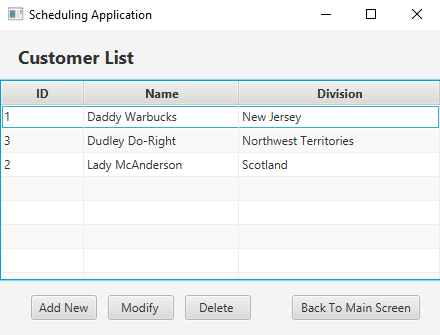 Scheduling Application
Customer List
ID Name Division
1 Daddy Warbucks New Jersey
3 Dudley Do-Right Northwest Territories
2 Lady McAnderson Scotland
Add New Modify Delete Back To Main Screen